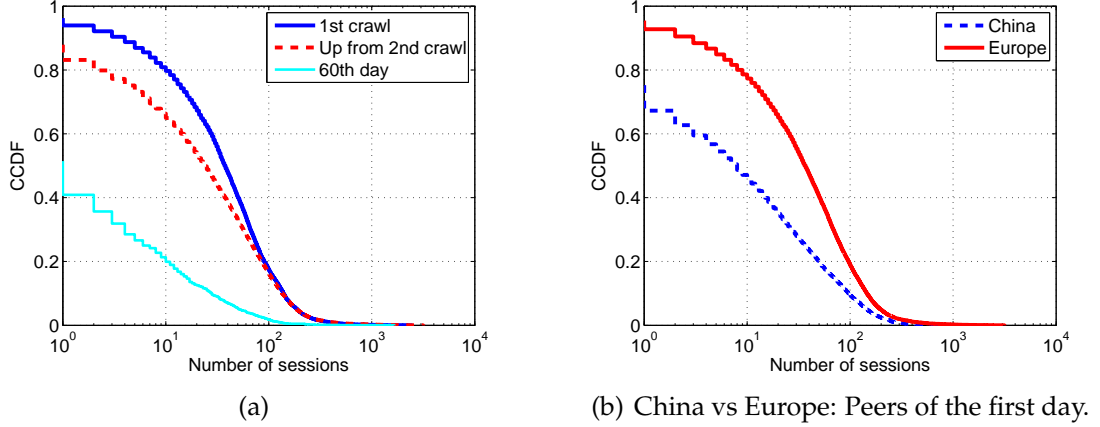 1
0.8
0.6
0.4
0.2
0
CCDF
10^0
10^1
10^2
10^3
10^4
Number of sessions
1st crawl
Up from 2nd crawl
60th day
(a)
1
0.8
0.6
0.4
0.2
0
CCDF
10^0
10^1
10^2
10^3
10^4
Number of sessions
China
Europe
(b) China vs Europe: Peers of the first day.